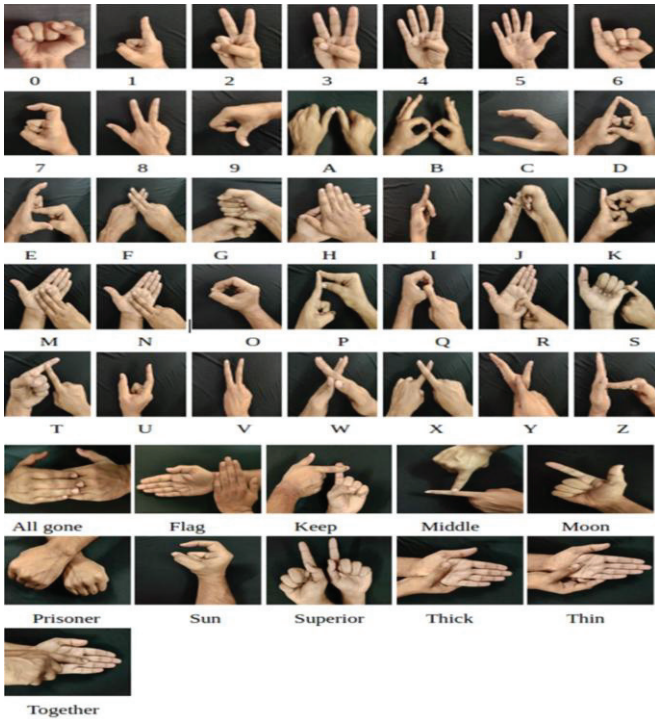 0 1 2 3 4 5 6
7 8 9 A B C D
E F G H I J K
M N O P Q R S
T U V W X Y Z
All gone Flag Keep Middle Moon
Prisoner Sun Superior Thick Thin
Together